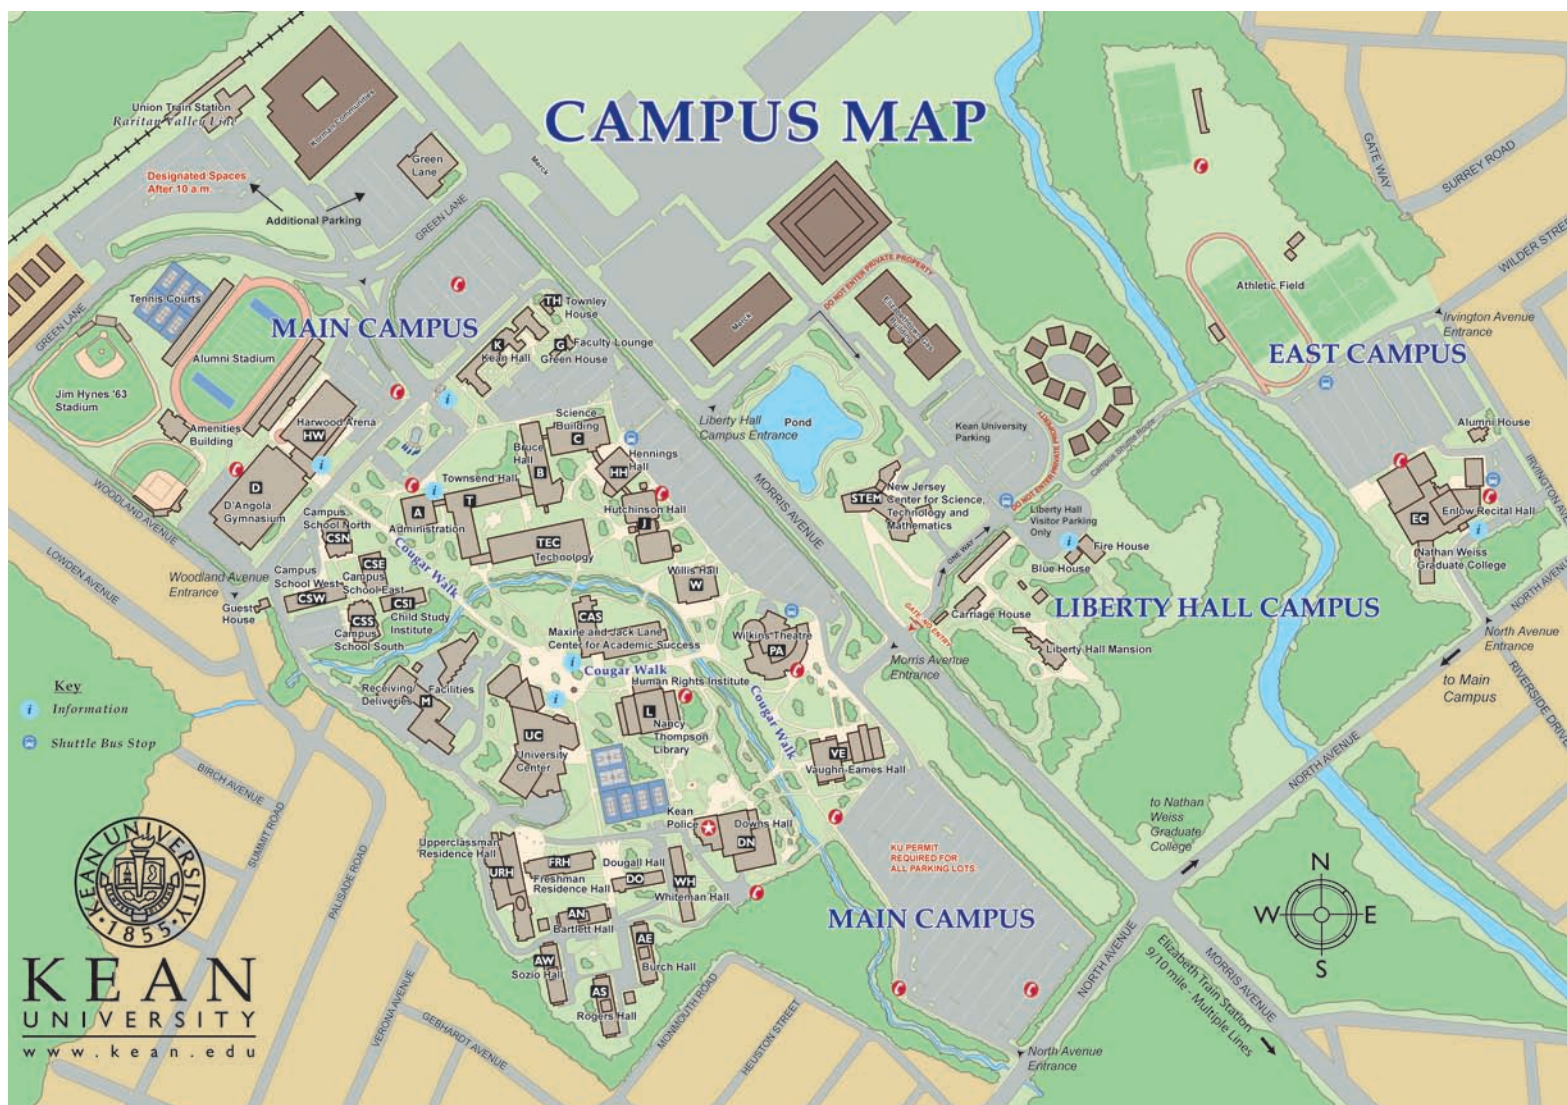 CAMPUS MAP
Union Train Station
Raritan Valley Line
Kinman Communities
Green
Lane
Merck
Designated Spaces
After 10 a.m.
Additional Parking
GREEN LANE
GREEN LANE
Tennis Courts
MAIN CAMPUS
Alumni Stadium
Jim Hynes '63
Stadium
Amenities
Building
Harwood Arena
HW
D
D'Angola
Gymnasium
WOODLAND AVENUE
LOWDEN AVENUE
Woodland Avenue
Entrance
Guest
House
TH
Townley
House
K
Kean Hall
G
Faculty Lounge
Green House
Science
Building
C
Bruce
Hall
B
Hennings
Hall
HH
Townsend Hall
T
A
Administration
Hutchinson Hall
J
TEC
Technology
Willis Hall
W
Campus
School North
CSN
CSE
Campus
School East
Campus
School West
CSW
CSI
Child Study
Institute
CSS
Campus
School South
Cougar Walk
CAS
Maxine and Jack Lane
Center for Academic Success
Cougar Walk
Human Rights Institute
Wilkins Theatre
PA
Cougar Walk
Receiving/
Deliveries
Facilities
M
UC
University
Center
L
Nancy
Thompson
Library
VE
Vaughn-Eames Hall
Kean
Police
Downs Hall
DN
Upperclassman
Residence Hall
URH
FRH
Freshman
Residence Hall
Dougall Hall
DO
WH
Whiteman Hall
AN
Bartlett Hall
AW
Sozio Hall
AE
Burch Hall
AS
Rogers Hall
KU PERMIT
REQUIRED FOR
ALL PARKING LOTS.
MAIN CAMPUS
Merck
DO NOT ENTER PRIVATE PROPERTY
Liberty Hall
Campus Entrance
Pond
MORRIS AVENUE
Kean University
Parking
DO NOT ENTER PRIVATE PROPERTY
Campus Shuttle Route
STEM
New Jersey
Center for Science,
Technology and
Mathematics
Liberty Hall
Visitor Parking
Only
ONE WAY
Fire House
Blue House
Carriage House
GATE - NO ENTRY
Liberty Hall Mansion
LIBERTY HALL CAMPUS
Morris Avenue
Entrance
GATE WAY
SURREY ROAD
WILDER STREET
Athletic Field
Irvington Avenue
Entrance
EAST CAMPUS
Alumni House
EC
Enlow Recital Hall
Nathan Weiss
Graduate College
NORTH AVENUE
North Avenue
Entrance
to Main
Campus
RIVERSIDE DRIVE
NORTH AVENUE
to Nathan
Weiss
Graduate
College
NORTH AVENUE
MORRIS AVENUE
Elizabeth Train Station
9/10 mile - Multiple Lines
North Avenue
Entrance
N
W
E
S
Key
i Information
Shuttle Bus Stop
BIRCH AVENUE
SUMMIT ROAD
PALISADE ROAD
VERONA AVENUE
GEBHARDT AVENUE
MONMOUTH ROAD
HEUSTON STREET
KEAN UNIVERSITY
1855
KEAN
UNIVERSITY
www.kean.edu